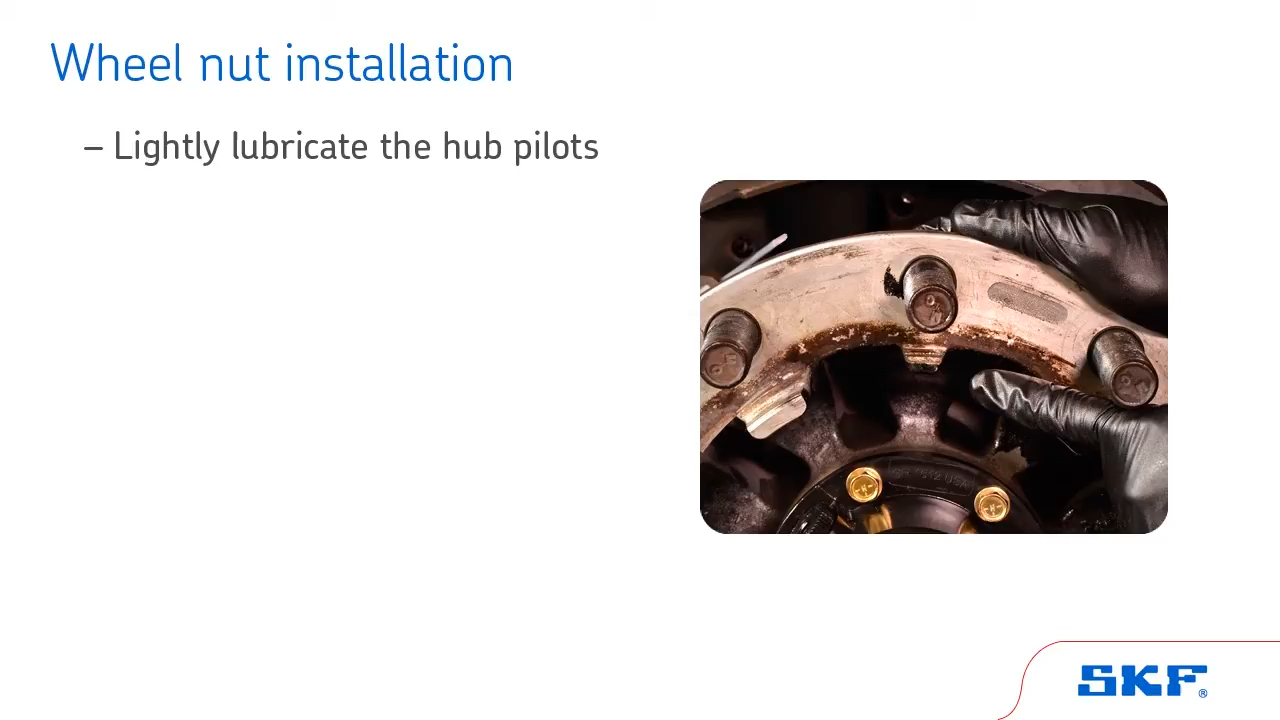 Wheel nut installation
– Lightly lubricate the hub pilots
SKF®